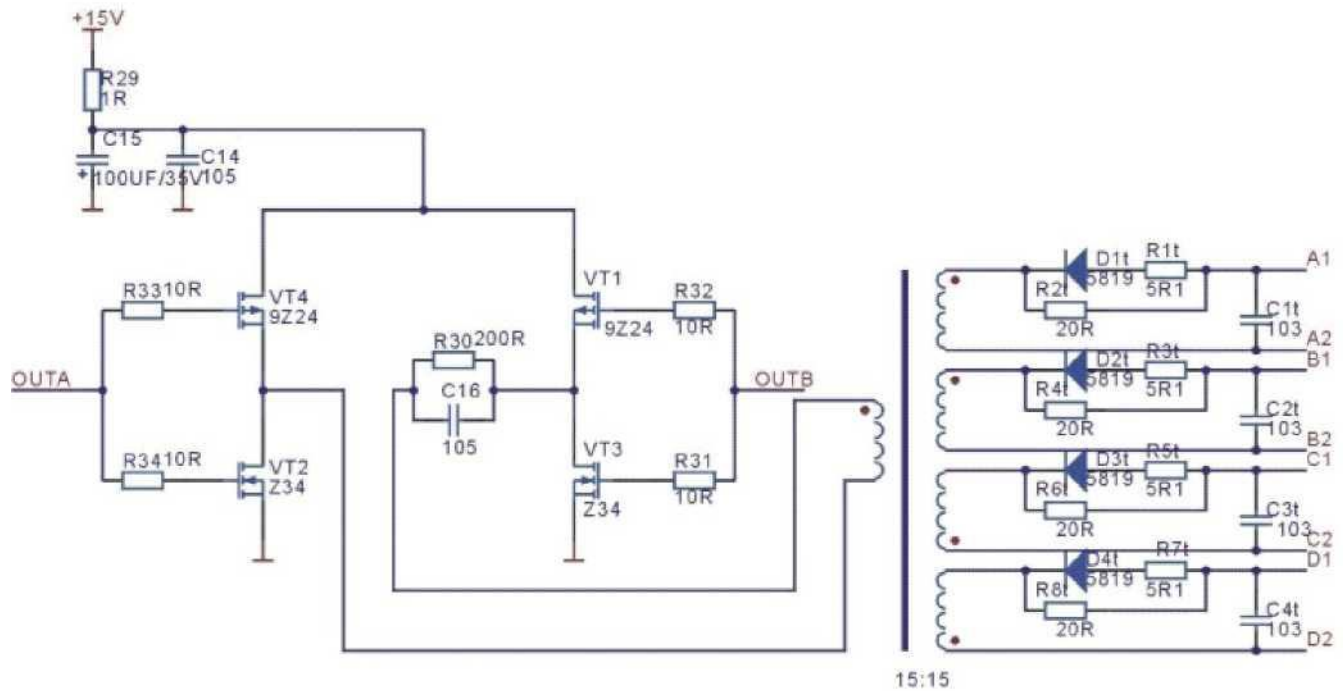 +15V
R29
1R
C15
100UF/35V
C14
105
R33 10R
VT4
9Z24
VT1
9Z24
R32
10R
R30 200R
C16
105
OUTA
OUTB
R34 10R
VT2
Z34
VT3
Z34
R31
10R
D1t
5819
R1t
5R1
A1
R2t
20R
C1t
103
A2
D2t
5819
R3t
5R1
B1
R4t
20R
C2t
103
B2
D3t
5819
R5t
5R1
C1
R6t
20R
C3t
103
C2
D4t
5819
R7t
5R1
D1
R8t
20R
C4t
103
D2
15:15